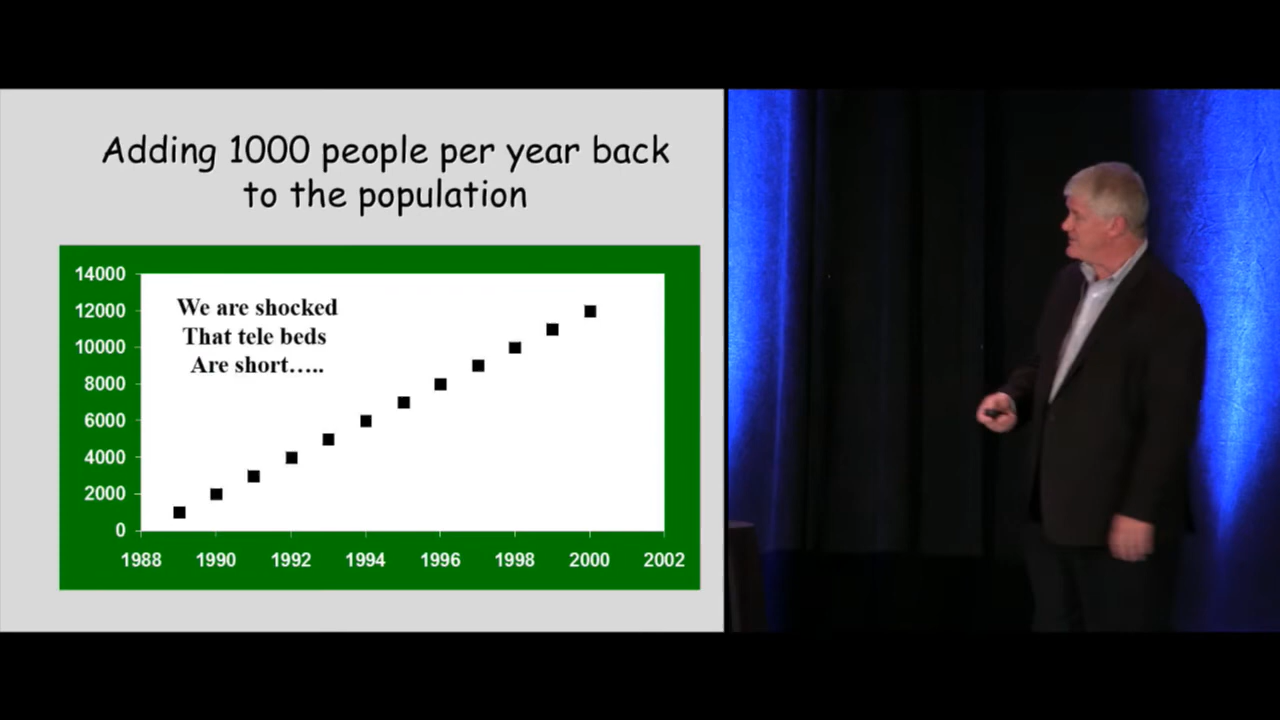 Adding 1000 people per year back
to the population
14000
12000
10000
8000
6000
4000
2000
0
We are shocked
That tele beds
Are short.....
1988 1990 1992 1994 1996 1998 2000 2002